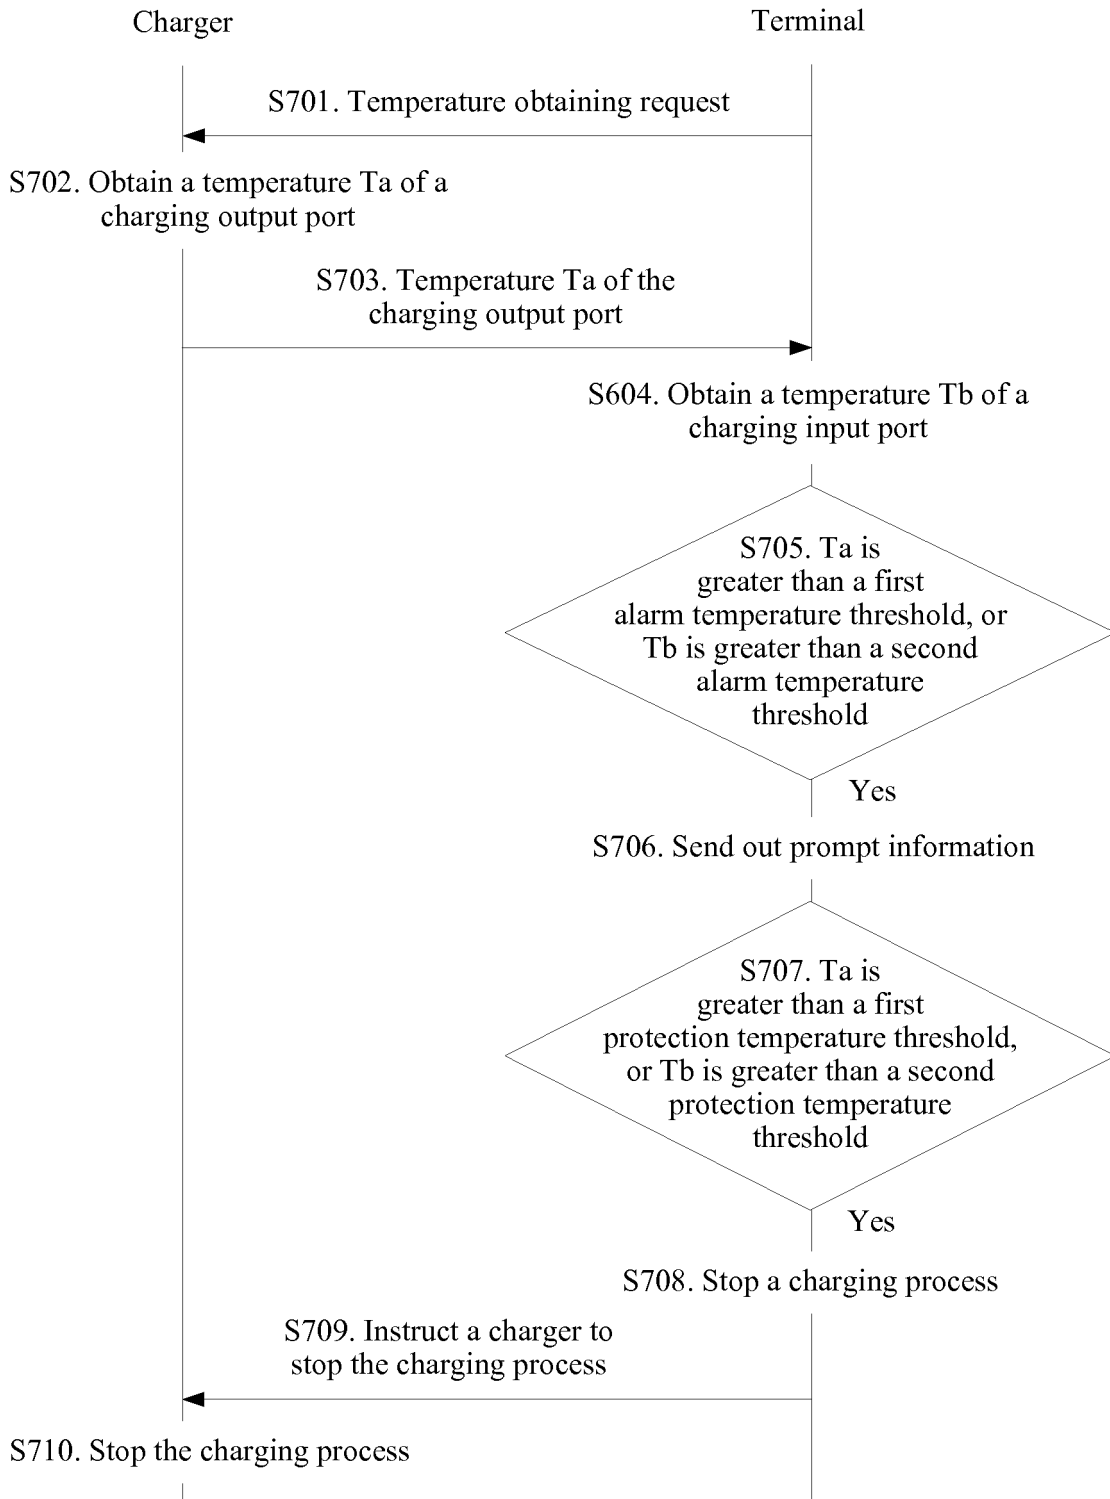 Charger
Terminal
S701. Temperature obtaining request
S702. Obtain a temperature Ta of a
charging output port
S703. Temperature Ta of the
charging output port
S604. Obtain a temperature Tb of a
charging input port
S705. Ta is
greater than a first
alarm temperature threshold, or
Tb is greater than a second
alarm temperature
threshold
Yes
S706. Send out prompt information
S707. Ta is
greater than a first
protection temperature threshold,
or Tb is greater than a second
protection temperature
threshold
Yes
S708. Stop a charging process
S709. Instruct a charger to
stop the charging process
S710. Stop the charging process